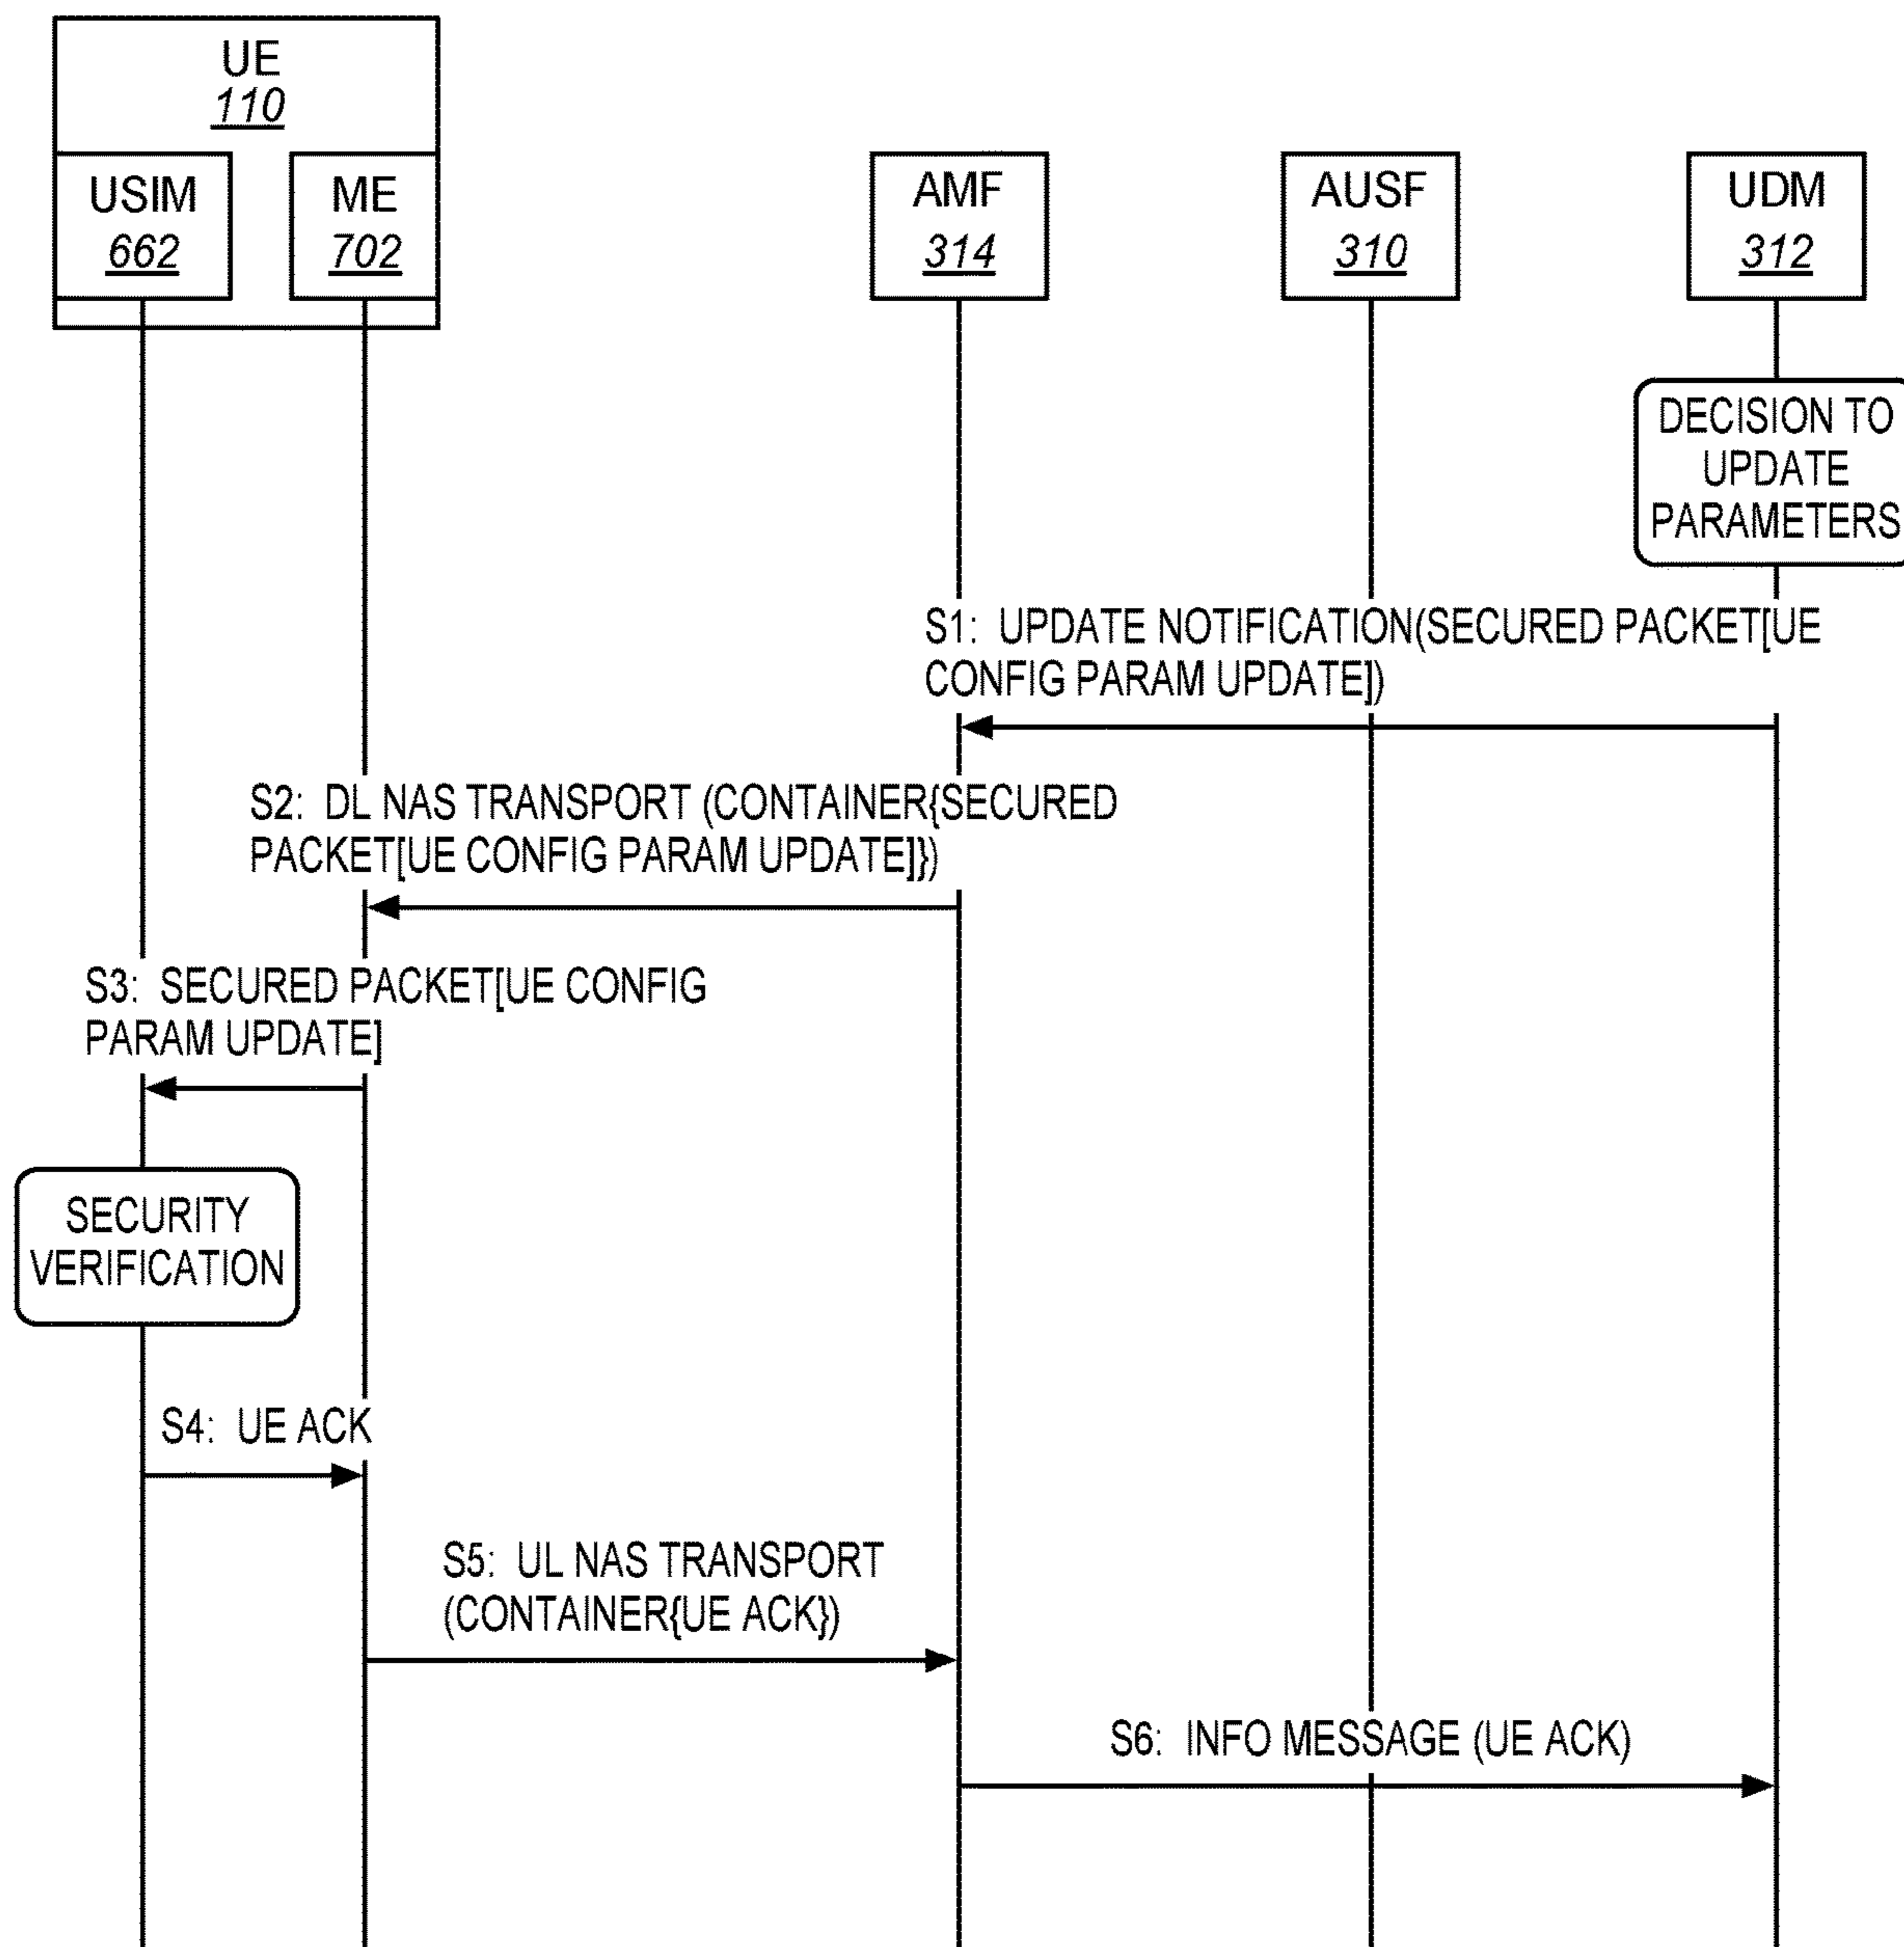 UE
110
USIM
662
ME
702
AMF
314
AUSF
310
UDM
312
DECISION TO
UPDATE
PARAMETERS
S1: UPDATE NOTIFICATION(SECURED PACKET[UE
CONFIG PARAM UPDATE])
S2: DL NAS TRANSPORT (CONTAINER{SECURED
PACKET[UE CONFIG PARAM UPDATE]})
S3: SECURED PACKET[UE CONFIG
PARAM UPDATE]
SECURITY
VERIFICATION
S4: UE ACK
S5: UL NAS TRANSPORT
(CONTAINER{UE ACK})
S6: INFO MESSAGE (UE ACK)